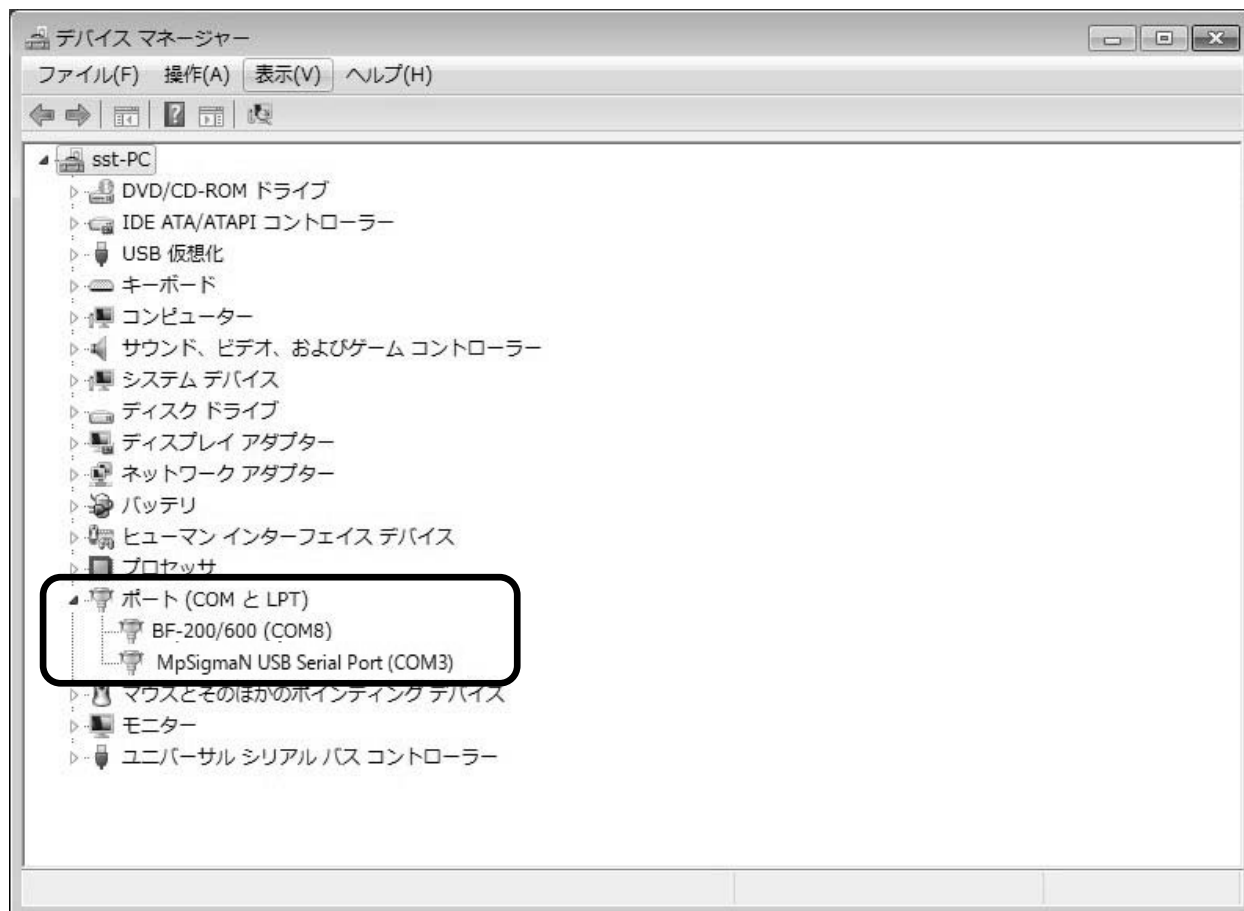 デバイス マネージャー
ファイル(F) 操作(A) 表示(V) ヘルプ(H)
sst-PC
DVD/CD-ROM ドライブ
IDE ATA/ATAPI コントローラー
USB 仮想化
キーボード
コンピューター
サウンド、ビデオ、およびゲーム コントローラー
システム デバイス
ディスク ドライブ
ディスプレイ アダプター
ネットワーク アダプター
バッテリ
ヒューマン インターフェイス デバイス
プロセッサ
ポート (COM と LPT)
BF-200/600 (COM8)
MpSigmaN USB Serial Port (COM3)
マウスとそのほかのポインティング デバイス
モニター
ユニバーサル シリアル バス コントローラー